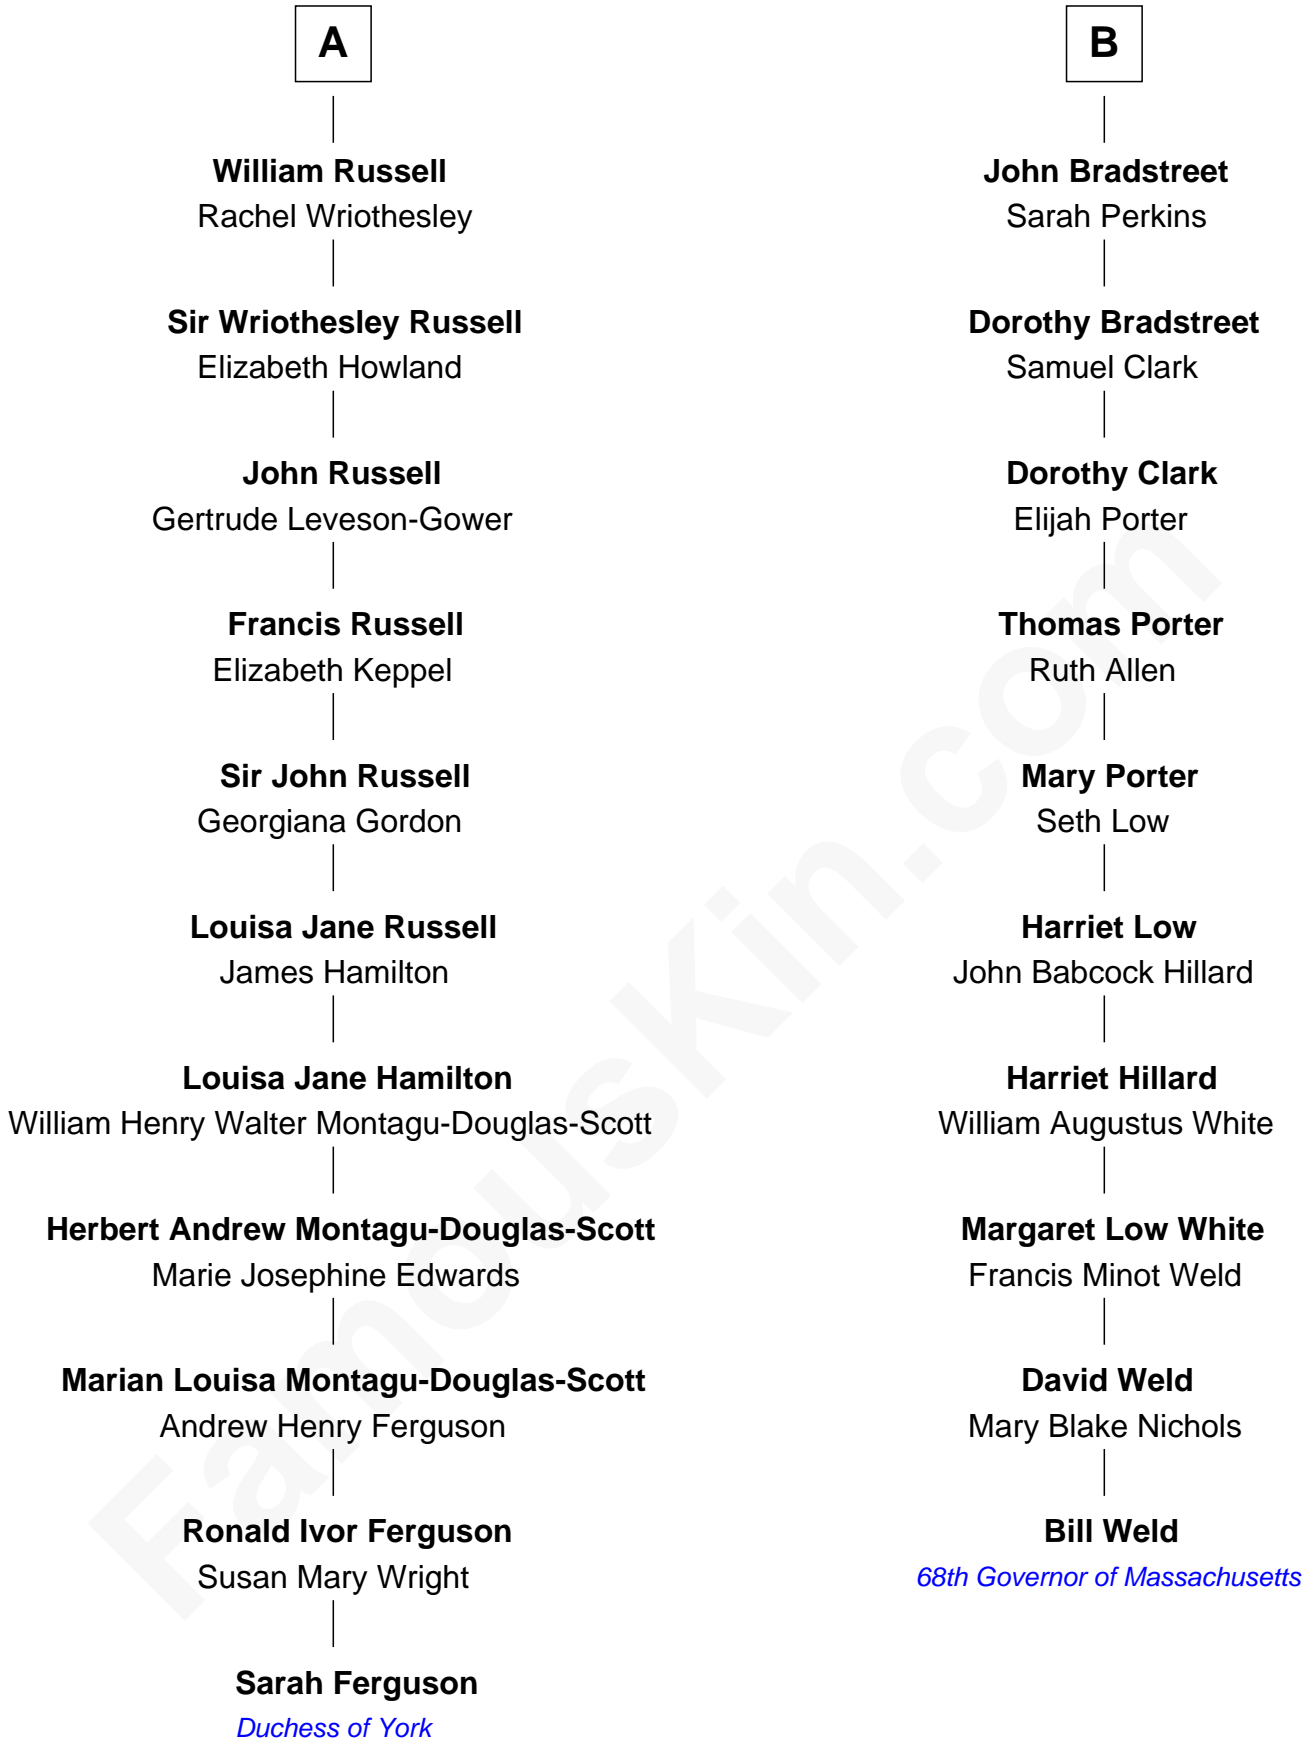 A
William Russell
Rachel Wriothesley
Sir Wriothesley Russell
Elizabeth Howland
John Russell
Gertrude Leveson-Gower
Francis Russell
Elizabeth Keppel
Sir John Russell
Georgiana Gordon
Louisa Jane Russell
James Hamilton
Louisa Jane Hamilton
William Henry Walter Montagu-Douglas-Scott
Herbert Andrew Montagu-Douglas-Scott
Marie Josephine Edwards
Marian Louisa Montagu-Douglas-Scott
Andrew Henry Ferguson
Ronald Ivor Ferguson
Susan Mary Wright
Sarah Ferguson
Duchess of York
B
John Bradstreet
Sarah Perkins
Dorothy Bradstreet
Samuel Clark
Dorothy Clark
Elijah Porter
Thomas Porter
Ruth Allen
Mary Porter
Seth Low
Harriet Low
John Babcock Hillard
Harriet Hillard
William Augustus White
Margaret Low White
Francis Minot Weld
David Weld
Mary Blake Nichols
Bill Weld
68th Governor of Massachusetts
FamousKin.com